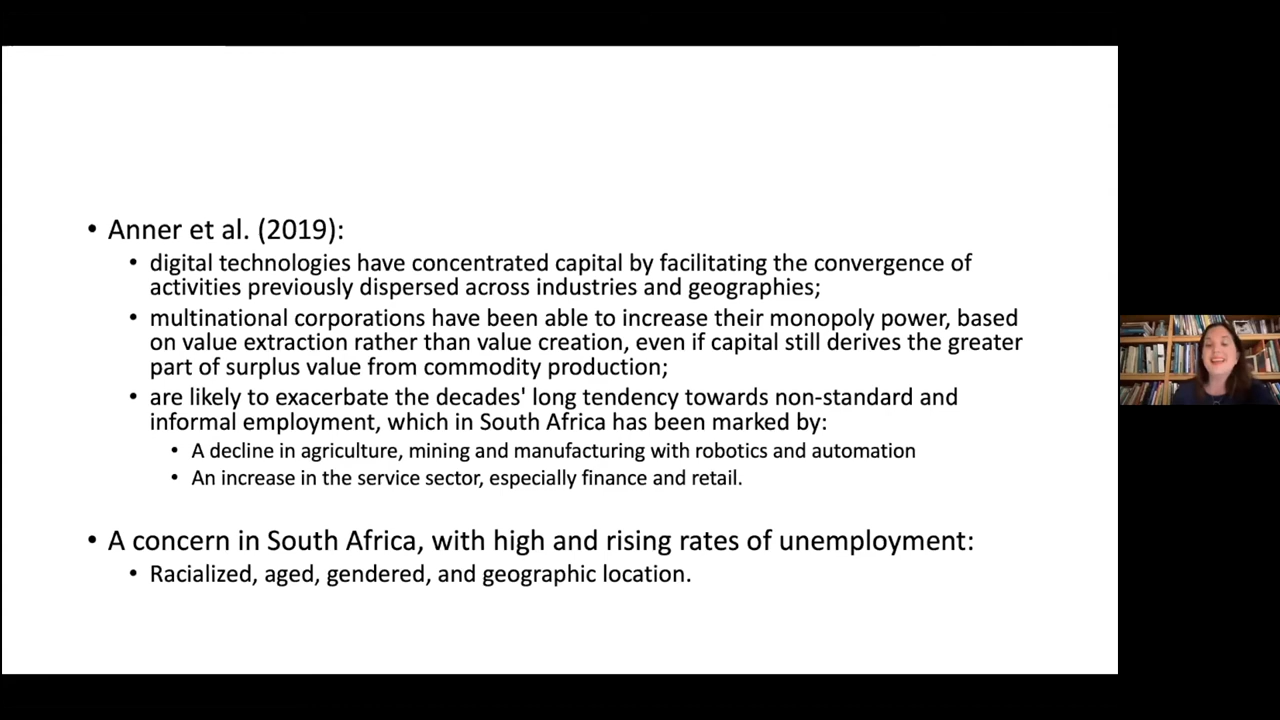 • Anner et al. (2019):
• digital technologies have concentrated capital by facilitating the convergence of
activities previously dispersed across industries and geographies;
• multinational corporations have been able to increase their monopoly power, based
on value extraction rather than value creation, even if capital still derives the greater
part of surplus value from commodity production;
• are likely to exacerbate the decades' long tendency towards non-standard and
informal employment, which in South Africa has been marked by:
• A decline in agriculture, mining and manufacturing with robotics and automation
• An increase in the service sector, especially finance and retail.
• A concern in South Africa, with high and rising rates of unemployment:
• Racialized, aged, gendered, and geographic location.